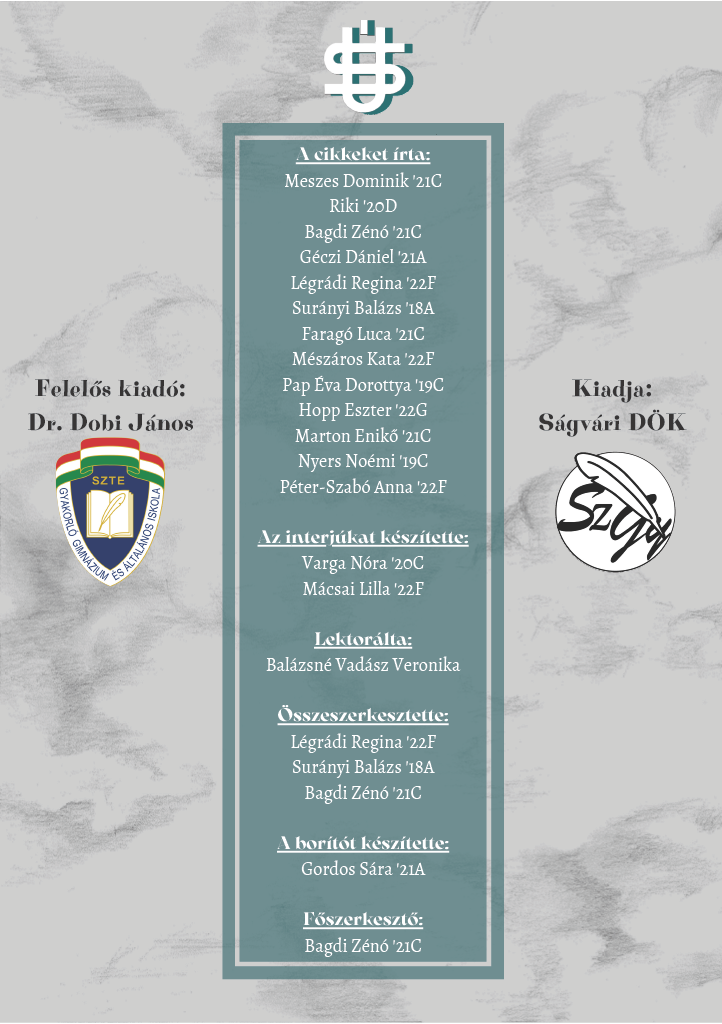 A cikkeket írta:
Meszes Dominik '21C
Riki '20D
Bagdi Zénó '21C
Géczi Dániel '21A
Légrádi Regina '22F
Surányi Balázs '18A
Faragó Luca '21C
Mészáros Kata '22F
Pap Éva Dorottya '19C
Hopp Eszter '22G
Marton Enikő '21C
Nyers Noémi '19C
Péter-Szabó Anna '22F
Az interjúkat készítette:
Varga Nóra '20C
Mácsai Lilla '22F
Lektorálta:
Balázsné Vadász Veronika
Összeszerkesztette:
Légrádi Regina '22F
Surányi Balázs '18A
Bagdi Zénó '21C
A borítót készítette:
Gordos Sára '21A
Főszerkesztő:
Bagdi Zénó '21C
Felelős kiadó:
Dr. Dobi János
SZTE
GYAKORLÓ GIMNÁZIUM ÉS ÁLTALÁNOS ISKOLA
Kiadja:
Ságvári DÖK